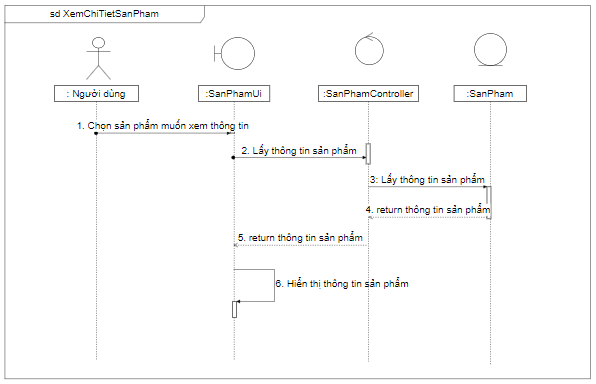 sd XemChiTietSanPham
: Người dùng
:SanPhamUi
:SanPhamController
:SanPham
1. Chọn sản phẩm muốn xem thông tin
2. Lấy thông tin sản phẩm
3: Lấy thông tin sản phẩm
4. return thông tin sản phẩm
5. return thông tin sản phẩm
6. Hiển thị thông tin sản phẩm